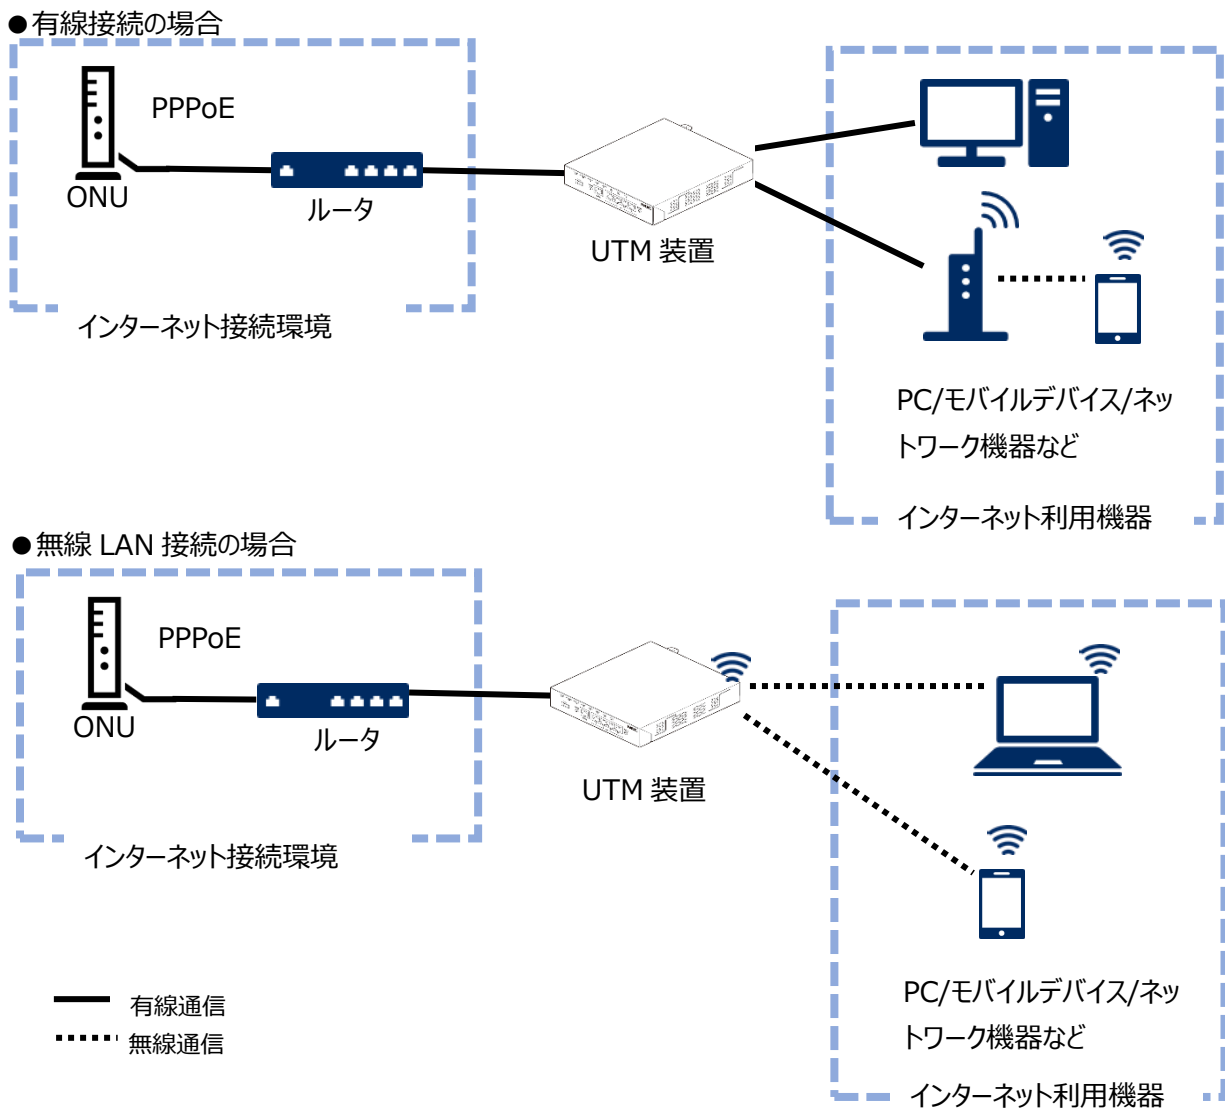 ●有線接続の場合
PPPoE
ONU
ルータ
UTM 装置
インターネット接続環境
PC/モバイルデバイス/ネッ
トワーク機器など
インターネット利用機器
●無線 LAN 接続の場合
PPPoE
ONU
ルータ
UTM 装置
インターネット接続環境
PC/モバイルデバイス/ネッ
トワーク機器など
インターネット利用機器
有線通信
無線通信